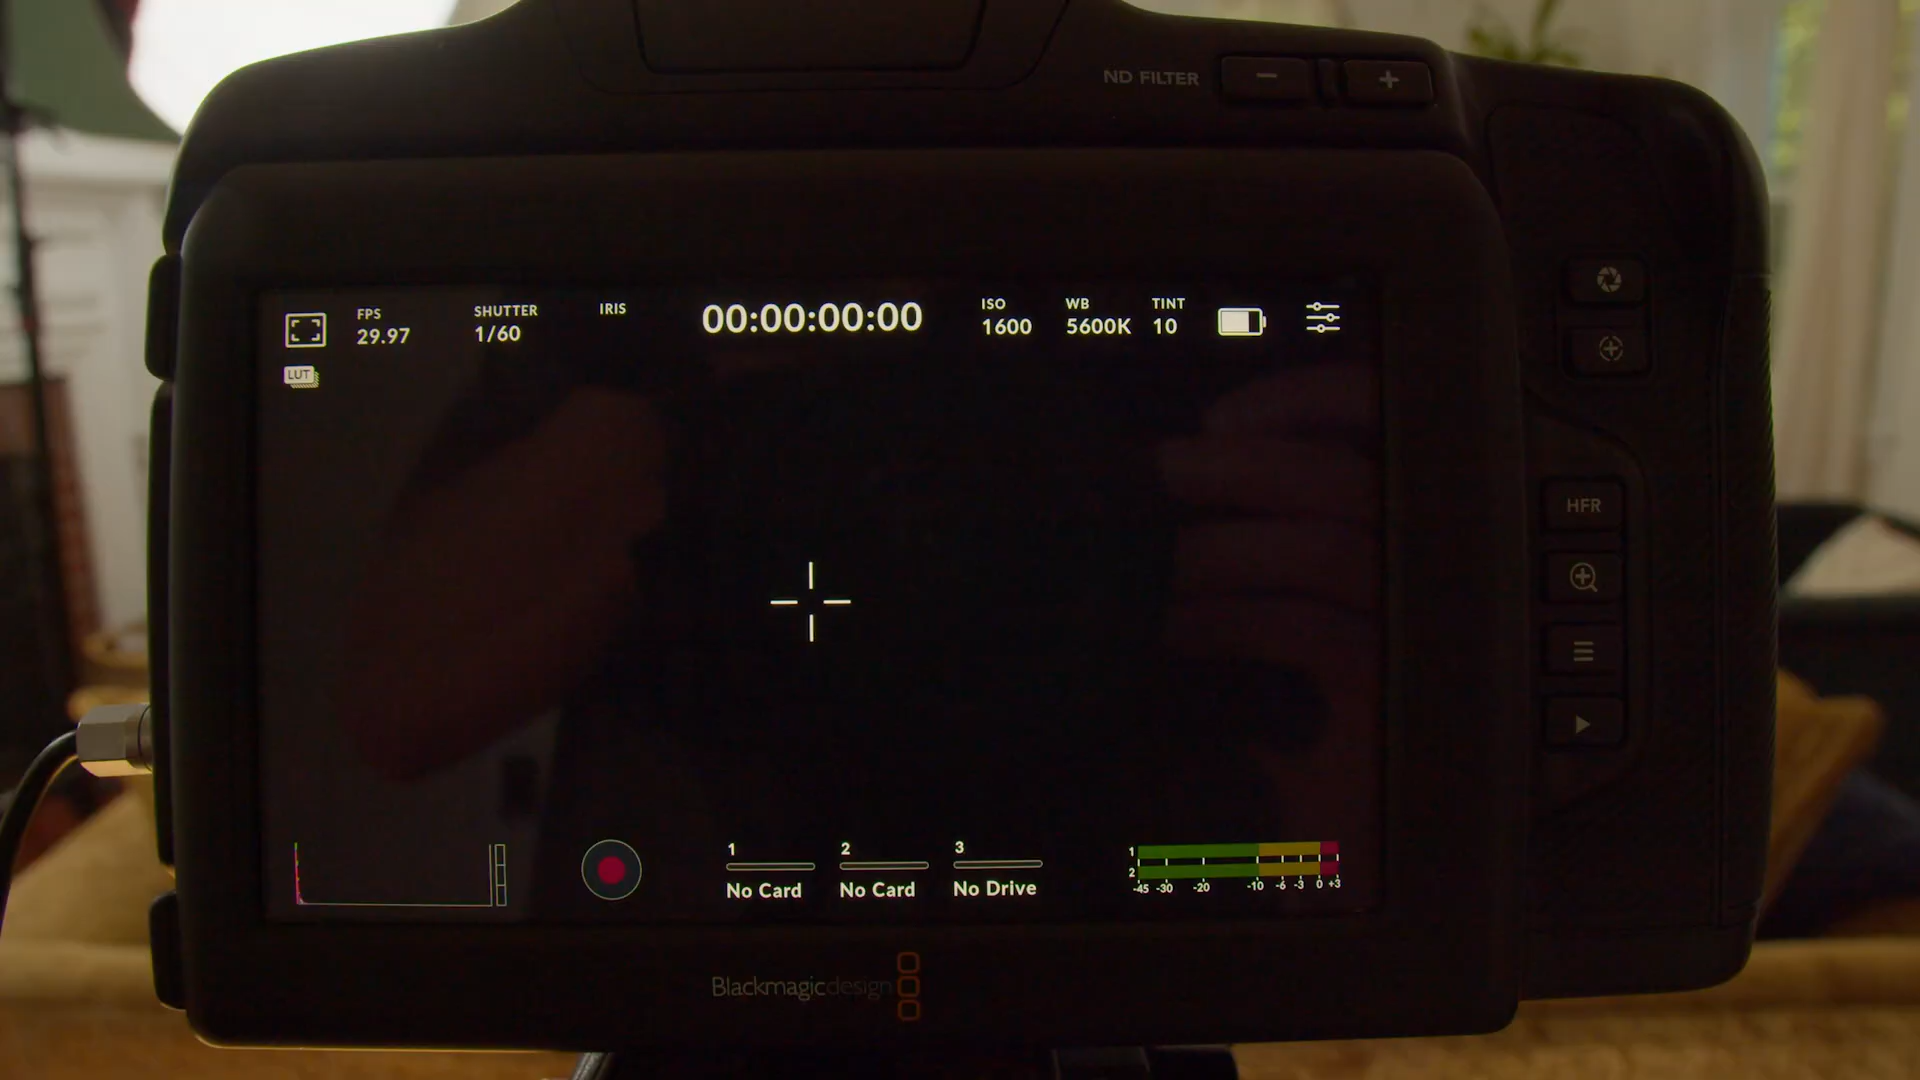 ND FILTER
FPS
29.97
SHUTTER
1/60
IRIS
00:00:00:00
ISO
1600
WB
5600K
TINT
10
LUT
HFR
1
No Card
2
No Card
3
No Drive
1
2
-45 -30 -20 -10 -6 -3 0 +3
Blackmagicdesign